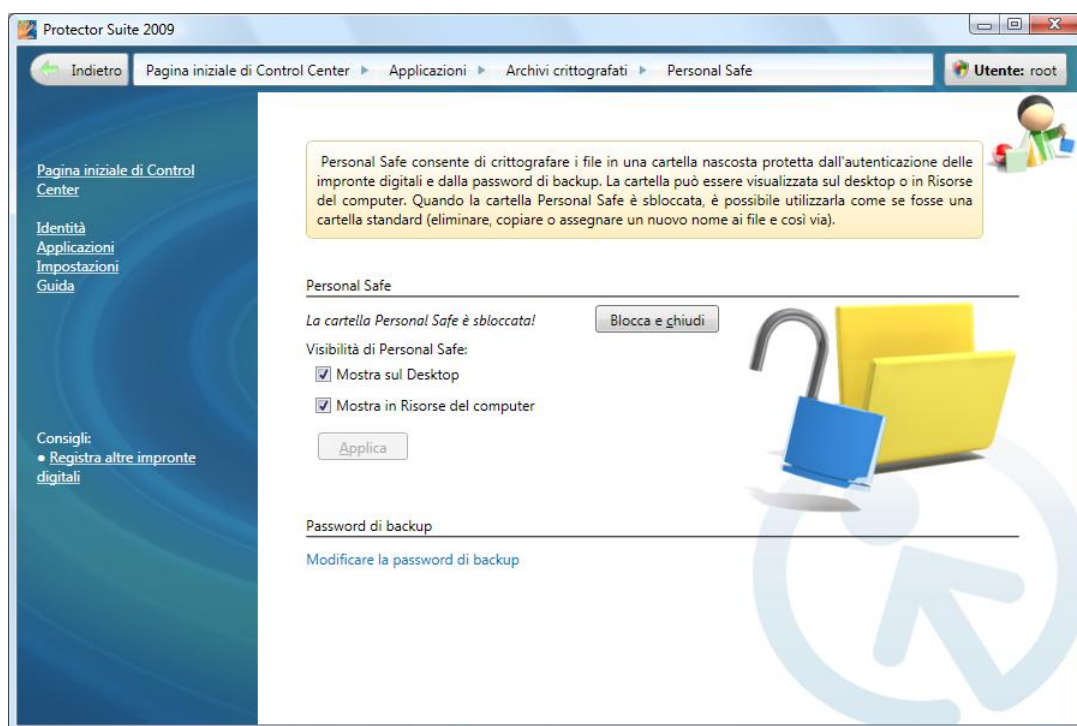 Protector Suite 2009
Indietro Pagina iniziale di Control Center Applicazioni Archivi crittografati Personal Safe Utente: root
Personal Safe consente di crittografare i file in una cartella nascosta protetta dall'autenticazione delle
impronte digitali e dalla password di backup. La cartella può essere visualizzata sul desktop o in Risorse
del computer. Quando la cartella Personal Safe è sbloccata, è possibile utilizzarla come se fosse una
cartella standard (eliminare, copiare o assegnare un nuovo nome ai file e così via).
Pagina iniziale di Control
Center
Identità
Applicazioni
Impostazioni
Guida
Personal Safe
La cartella Personal Safe è sbloccata! Blocca e chiudi
Visibilità di Personal Safe:
Mostra sul Desktop
Mostra in Risorse del computer
Applica
Consigli:
• Registra altre impronte
digitali
Password di backup
Modificare la password di backup